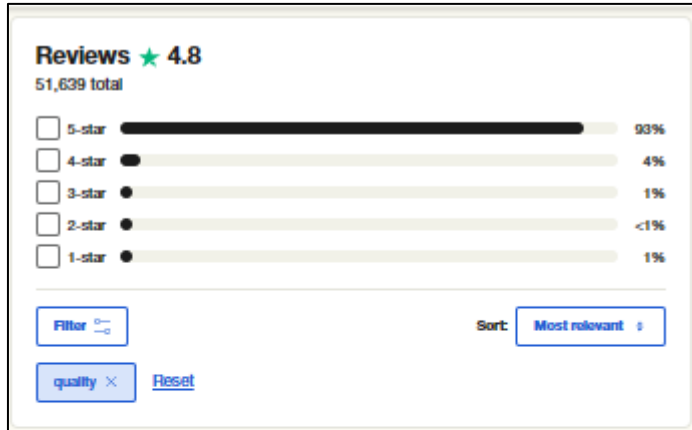 Reviews ★ 4.8
51,639 total
5-star 93%
4-star 4%
3-star 1%
2-star <1%
1-star 1%
Filter Sort: Most relevant
quality × Reset